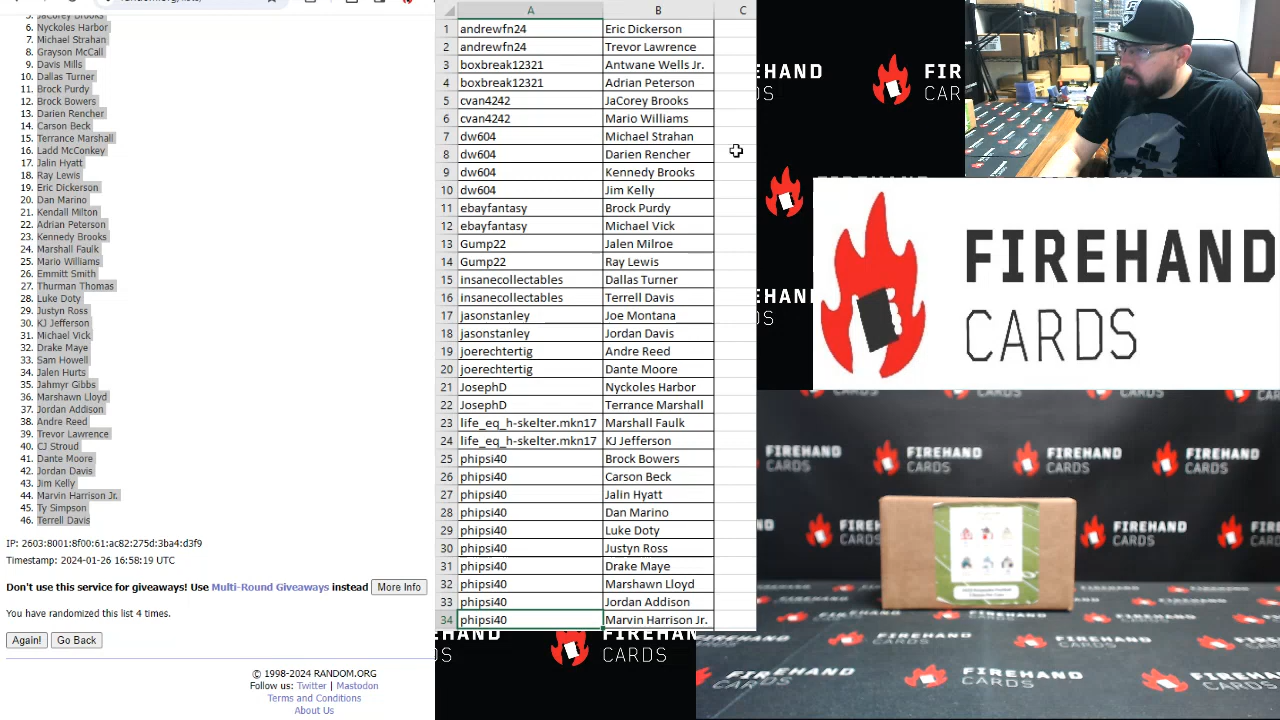 5. JaCorey Brooks
6. Nyckoles Harbor
7. Michael Strahan
8. Grayson McCall
9. Davis Mills
10. Dallas Turner
11. Brock Purdy
12. Brock Bowers
13. Darien Rencher
14. Carson Beck
15. Terrance Marshall
16. Ladd McConkey
17. Jalin Hyatt
18. Ray Lewis
19. Eric Dickerson
20. Dan Marino
21. Kendall Milton
22. Adrian Peterson
23. Kennedy Brooks
24. Marshall Faulk
25. Mario Williams
26. Emmitt Smith
27. Thurman Thomas
28. Luke Doty
29. Justyn Ross
30. KJ Jefferson
31. Michael Vick
32. Drake Maye
33. Sam Howell
34. Jalen Hurts
35. Jahmyr Gibbs
36. Marshawn Lloyd
37. Jordan Addison
38. Andre Reed
39. Trevor Lawrence
40. CJ Stroud
41. Dante Moore
42. Jordan Davis
43. Jim Kelly
44. Marvin Harrison Jr.
45. Ty Simpson
46. Terrell Davis
IP: 2603:8001:8f00:61:ac82:275d:3ba4:d3f9
Timestamp: 2024-01-26 16:58:19 UTC
Don't use this service for giveaways! Use Multi-Round Giveaways instead More Info
You have randomized this list 4 times.
Again! Go Back
© 1998-2024 RANDOM.ORG
Follow us: Twitter | Mastodon
Terms and Conditions
About Us
A B C
1 andrewfn24 Eric Dickerson
2 andrewfn24 Trevor Lawrence
3 boxbreak12321 Antwane Wells Jr.
4 boxbreak12321 Adrian Peterson
5 cvan4242 JaCorey Brooks
6 cvan4242 Mario Williams
7 dw604 Michael Strahan
8 dw604 Darien Rencher
9 dw604 Kennedy Brooks
10 dw604 Jim Kelly
11 ebayfantasy Brock Purdy
12 ebayfantasy Michael Vick
13 Gump22 Jalen Milroe
14 Gump22 Ray Lewis
15 insanecollectables Dallas Turner
16 insanecollectables Terrell Davis
17 jasonstanley Joe Montana
18 jasonstanley Jordan Davis
19 joerechtertig Andre Reed
20 joerechtertig Dante Moore
21 JosephD Nyckoles Harbor
22 JosephD Terrance Marshall
23 life_eq_h-skelter.mkn17 Marshall Faulk
24 life_eq_h-skelter.mkn17 KJ Jefferson
25 phipsi40 Brock Bowers
26 phipsi40 Carson Beck
27 phipsi40 Jalin Hyatt
28 phipsi40 Dan Marino
29 phipsi40 Luke Doty
30 phipsi40 Justyn Ross
31 phipsi40 Drake Maye
32 phipsi40 Marshawn Lloyd
33 phipsi40 Jordan Addison
34 phipsi40 Marvin Harrison Jr.
FIREHAND
CARDS